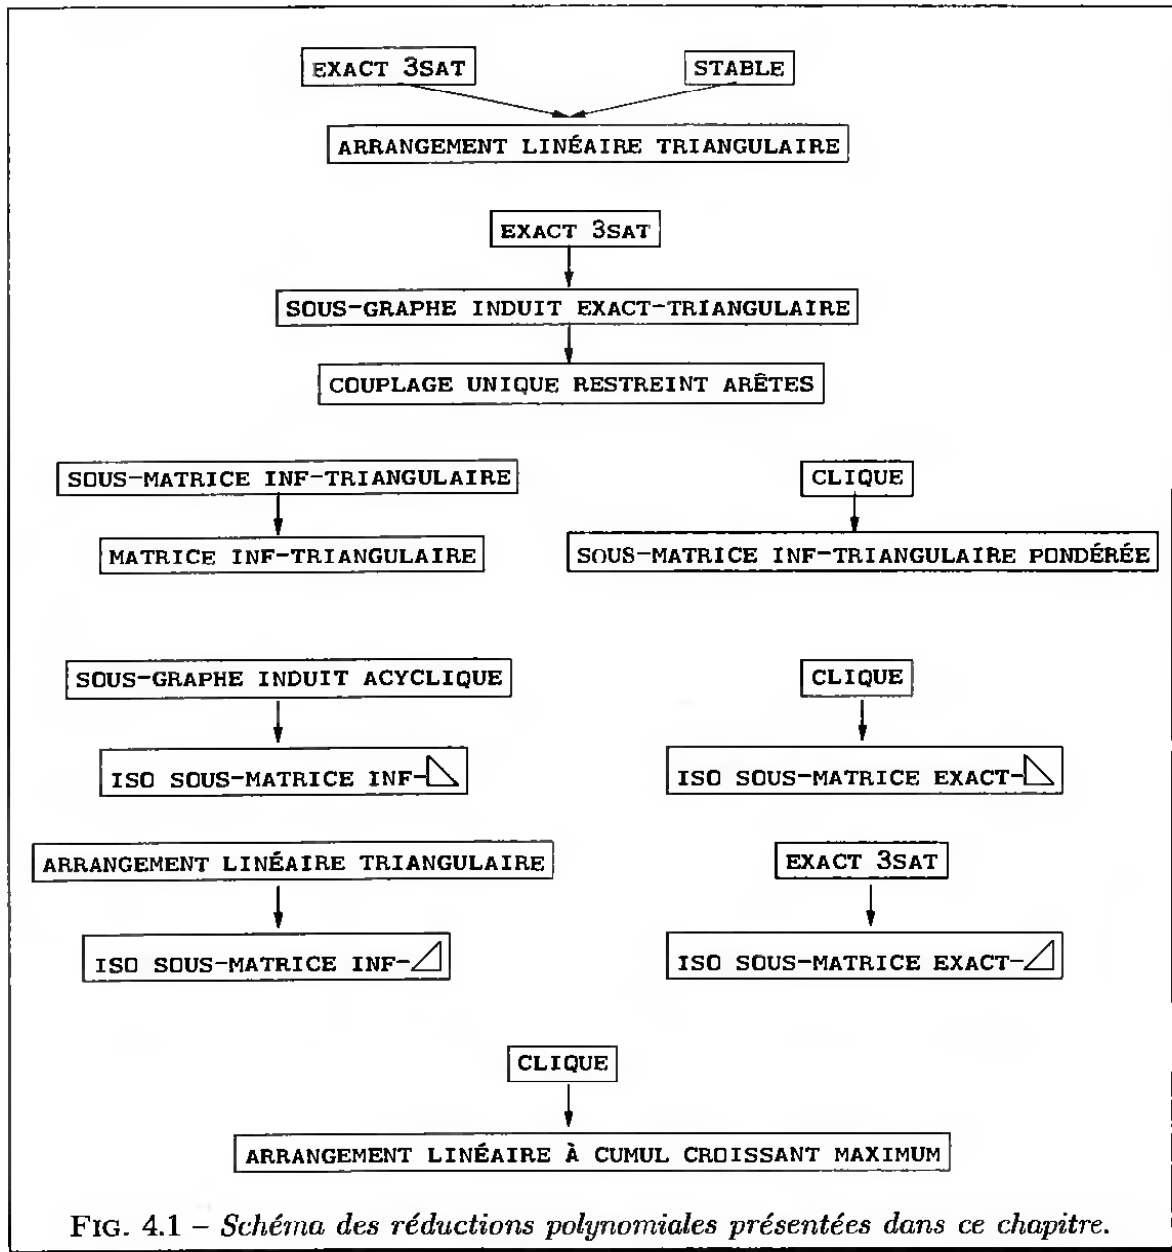 EXACT 3SAT
STABLE
ARRANGEMENT LINÉAIRE TRIANGULAIRE
EXACT 3SAT
SOUS-GRAPHE INDUIT EXACT-TRIANGULAIRE
COUPLAGE UNIQUE RESTREINT ARÊTES
SOUS-MATRICE INF-TRIANGULAIRE
CLIQUE
MATRICE INF-TRIANGULAIRE
SOUS-MATRICE INF-TRIANGULAIRE PONDÉRÉE
SOUS-GRAPHE INDUIT ACYCLIQUE
CLIQUE
ISO SOUS-MATRICE INF-
ISO SOUS-MATRICE EXACT-
ARRANGEMENT LINÉAIRE TRIANGULAIRE
EXACT 3SAT
ISO SOUS-MATRICE INF-
ISO SOUS-MATRICE EXACT-
CLIQUE
ARRANGEMENT LINÉAIRE À CUMUL CROISSANT MAXIMUM
FIG. 4.1 – Schéma des réductions polynomiales présentées dans ce chapitre.